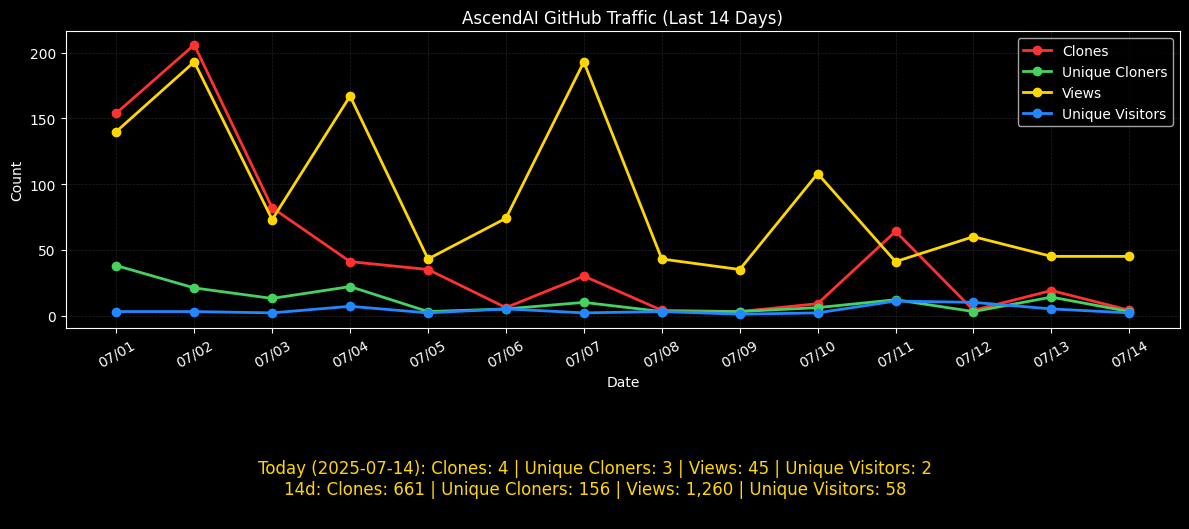 AscendAI GitHub Traffic (Last 14 Days)
Clones
Unique Cloners
Views
Unique Visitors
Count
200
150
100
50
0
07/01 07/02 07/03 07/04 07/05 07/06 07/07 07/08 07/09 07/10 07/11 07/12 07/13 07/14
Date
Today (2025-07-14): Clones: 4 | Unique Cloners: 3 | Views: 45 | Unique Visitors: 2
14d: Clones: 661 | Unique Cloners: 156 | Views: 1,260 | Unique Visitors: 58